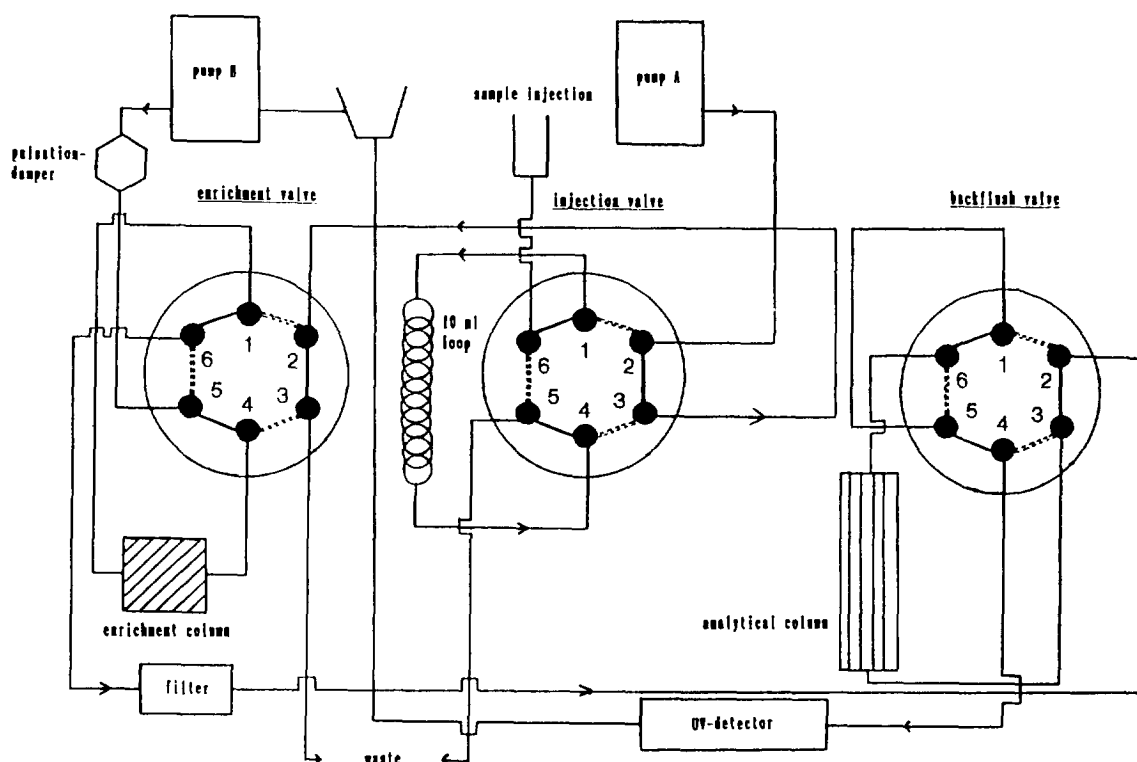 pump B
pump A
sample injection
pulsation-
damper
enrichment valve
injection valve
backflush valve
10 ml
loop
1
2
3
4
5
6
1
2
3
4
5
6
1
2
3
4
5
6
enrichment column
analytical column
filter
UV-detector
waste